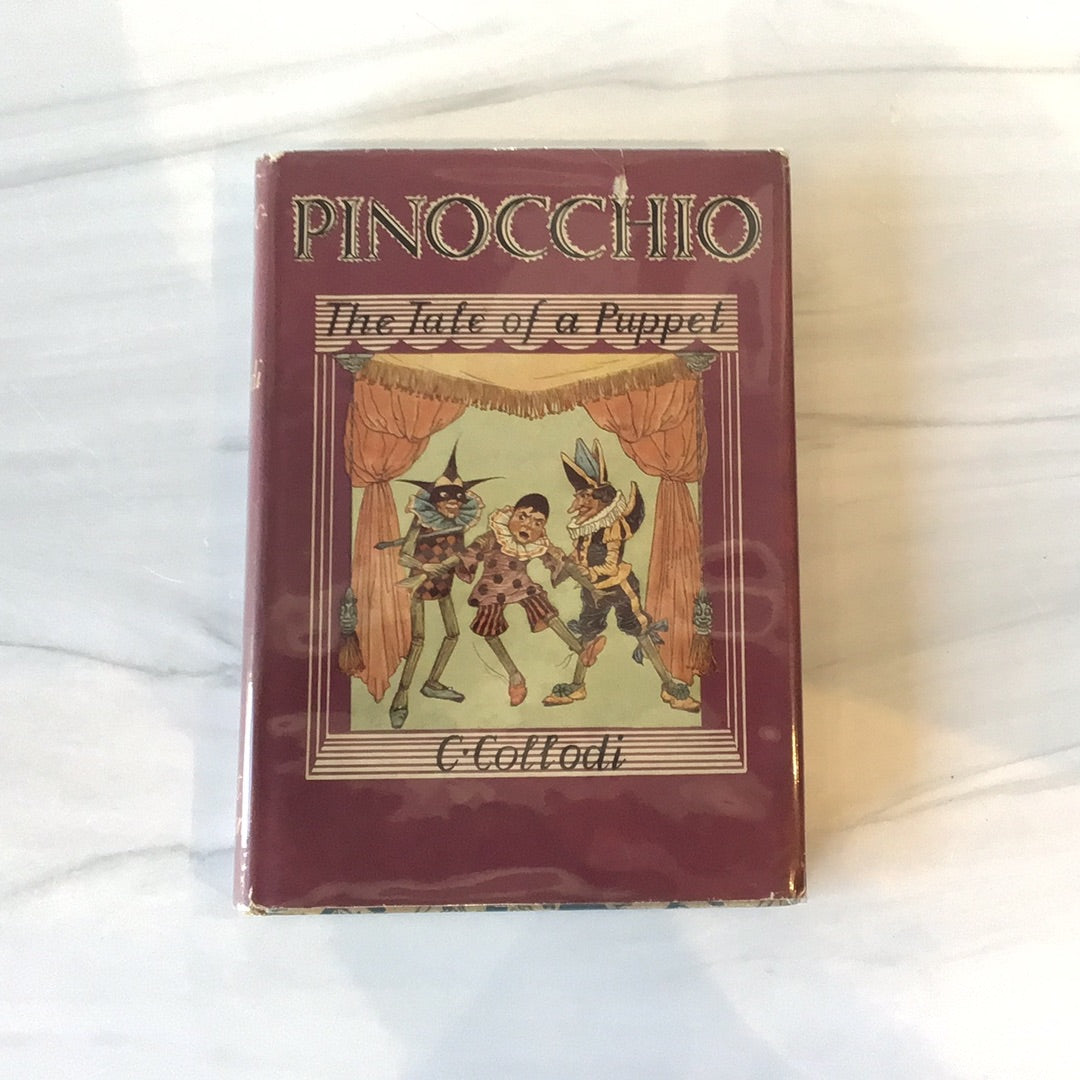 PINOCCHIO
The Tale of a Puppet
C. Collodi